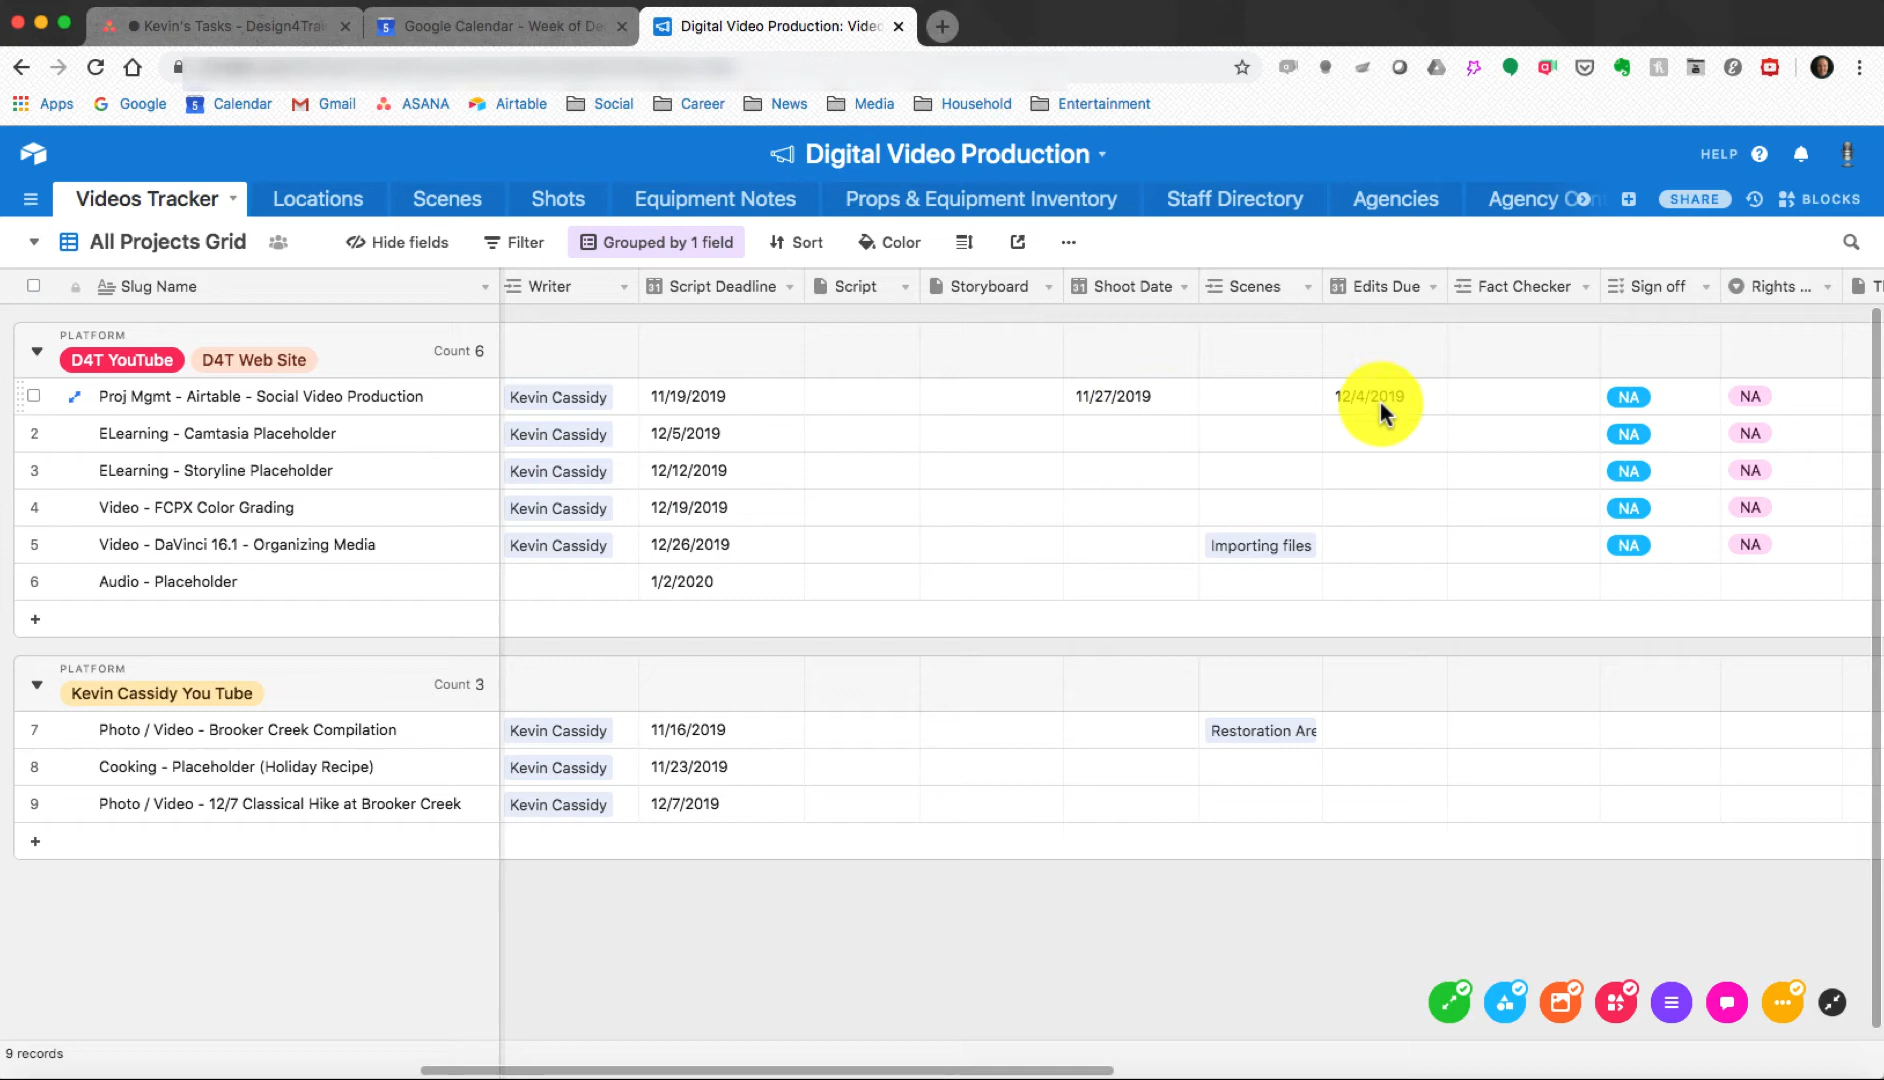 Kevin's Tasks - Design4Trai
Google Calendar - Week of De
Digital Video Production: Video
Apps
Google
Calendar
Gmail
ASANA
Airtable
Social
Career
News
Media
Household
Entertainment
Digital Video Production
HELP
Videos Tracker
Locations
Scenes
Shots
Equipment Notes
Props & Equipment Inventory
Staff Directory
Agencies
Agency Cont
SHARE
BLOCKS
All Projects Grid
Hide fields
Filter
Grouped by 1 field
Sort
Color
Slug Name
Writer
Script Deadline
Script
Storyboard
Shoot Date
Scenes
Edits Due
Fact Checker
Sign off
Rights ...
PLATFORM
D4T YouTube
D4T Web Site
Count 6
Proj Mgmt - Airtable - Social Video Production Kevin Cassidy 11/19/2019 11/27/2019 12/4/2019 NA NA
2 ELearning - Camtasia Placeholder Kevin Cassidy 12/5/2019 NA NA
3 ELearning - Storyline Placeholder Kevin Cassidy 12/12/2019 NA NA
4 Video - FCPX Color Grading Kevin Cassidy 12/19/2019 NA NA
5 Video - DaVinci 16.1 - Organizing Media Kevin Cassidy 12/26/2019 Importing files NA NA
6 Audio - Placeholder 1/2/2020
PLATFORM
Kevin Cassidy You Tube
Count 3
7 Photo / Video - Brooker Creek Compilation Kevin Cassidy 11/16/2019 Restoration Are
8 Cooking - Placeholder (Holiday Recipe) Kevin Cassidy 11/23/2019
9 Photo / Video - 12/7 Classical Hike at Brooker Creek Kevin Cassidy 12/7/2019
9 records